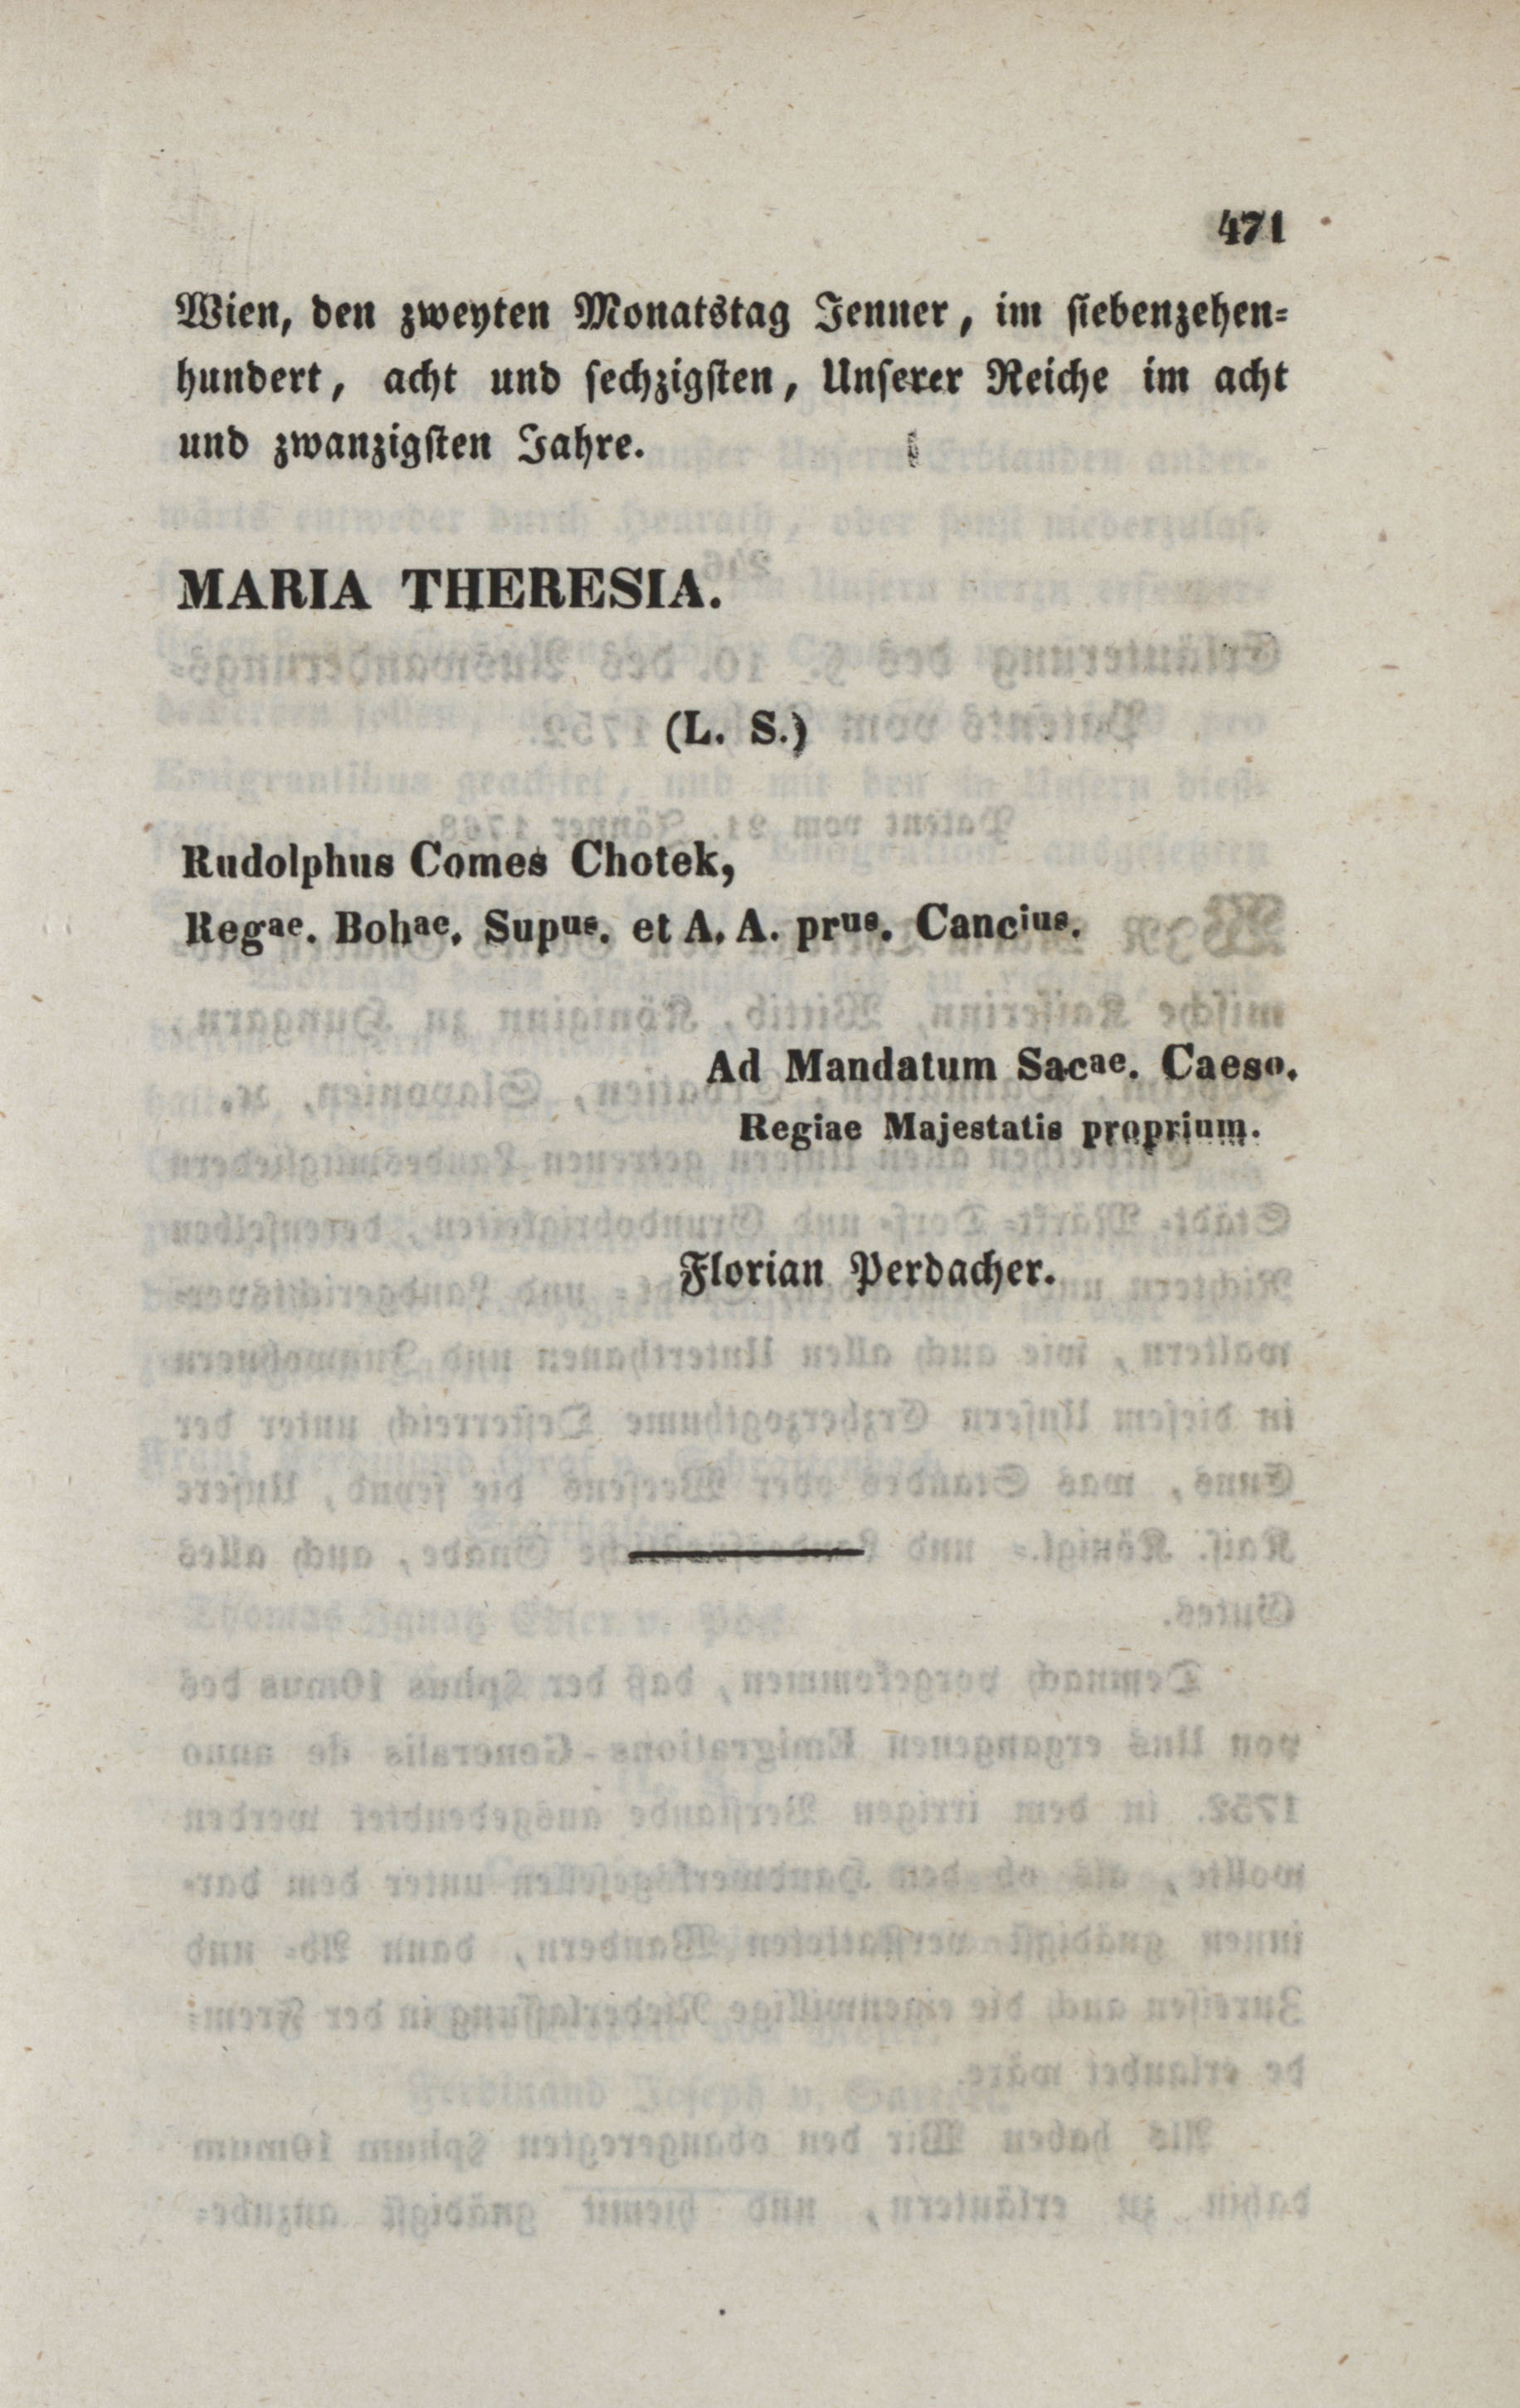 471
Wien, den zweyten Monatstag Jenner, im siebenzehen=
hundert, acht und sechzigsten, Unserer Reiche im acht
und zwanzigsten Jahre.
MARIA THERESIA.
(L. S.)
Rudolphus Comes Chotek,
Regae. Bohae. Supus. et A. A. prus. Cancius.
Ad Mandatum Sacae. Caeso.
Regiae Majestatis proprium.
Florian Perdacher.